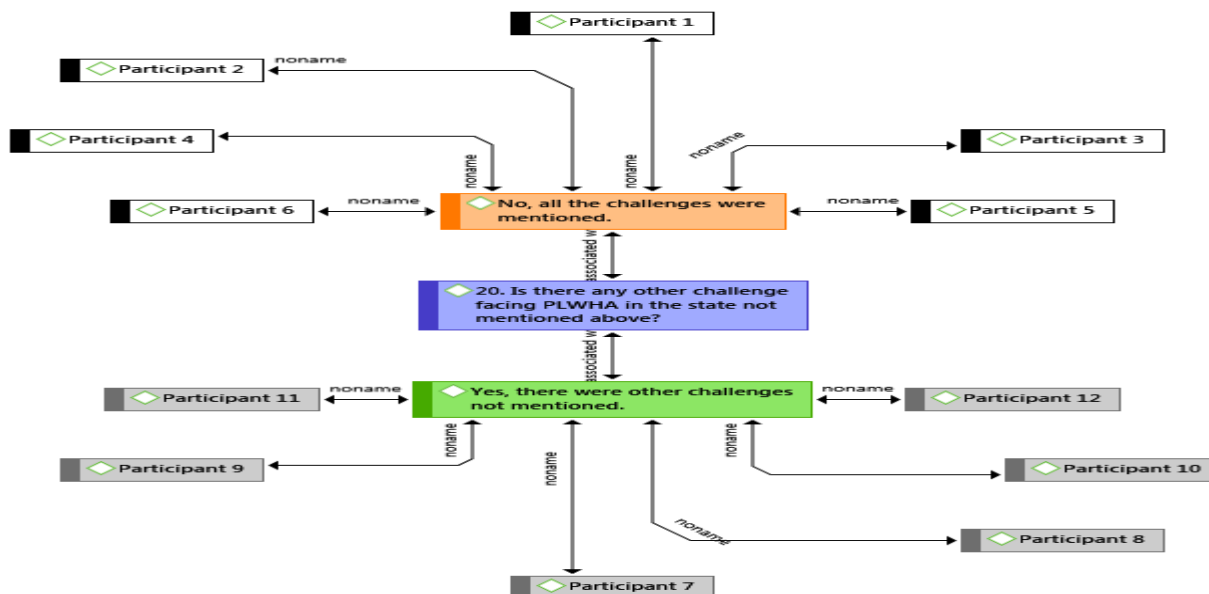 Participant 1
noname
Participant 2
Participant 4
noname
Participant 3
noname
noname
noname
Participant 6
noname
No, all the challenges were
mentioned.
noname
Participant 5
associated w
20. Is there any other challenge
facing PLWHA in the state not
mentioned above?
associated w
Participant 11
noname
Yes, there were other challenges
not mentioned.
noname
Participant 12
noname
noname
noname
Participant 9
Participant 10
noname
Participant 8
Participant 7